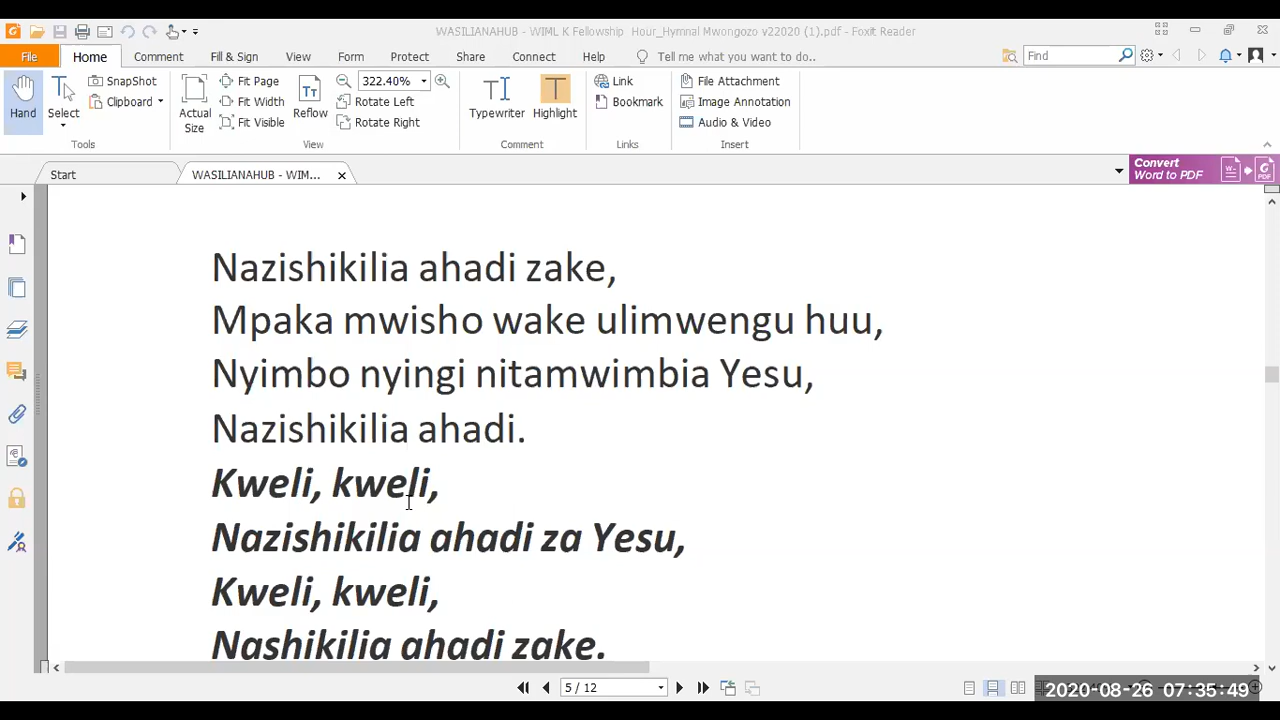 WASILIANAHUB - WIML K Fellowship Hour_Hymnal Mwongozo v22020 (1).pdf - Foxit Reader
File Home Comment Fill & Sign View Form Protect Share Connect Help Tell me what you want to do.. Find
Hand
Select
SnapShot
Clipboard
Tools
Actual Size
Fit Page
Fit Width
Fit Visible
Reflow
322.40%
Rotate Left
Rotate Right
View
Typewriter
Highlight
Comment
Link
Bookmark
Links
File Attachment
Image Annotation
Audio & Video
Insert
Start
WASILIANAHUB - WIM...
Convert
Word to PDF
Nazishikilia ahadi zake,
Mpaka mwisho wake ulimwengu huu,
Nyimbo nyingi nitamwimbia Yesu,
Nazishikilia ahadi.
Kweli, kweli,
Nazishikilia ahadi za Yesu,
Kweli, kweli,
Nashikilia ahadi zake.
5 / 12
2020-08-26 07:35:49